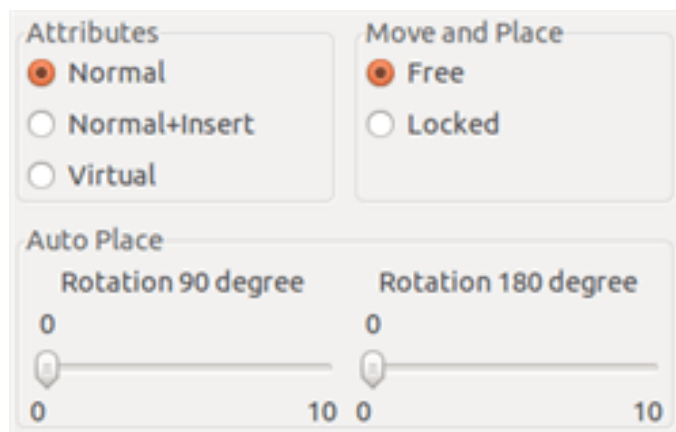 Attributes
Normal
Normal+Insert
Virtual
Move and Place
Free
Locked
Auto Place
Rotation 90 degree
0
0 10
Rotation 180 degree
0
0 10